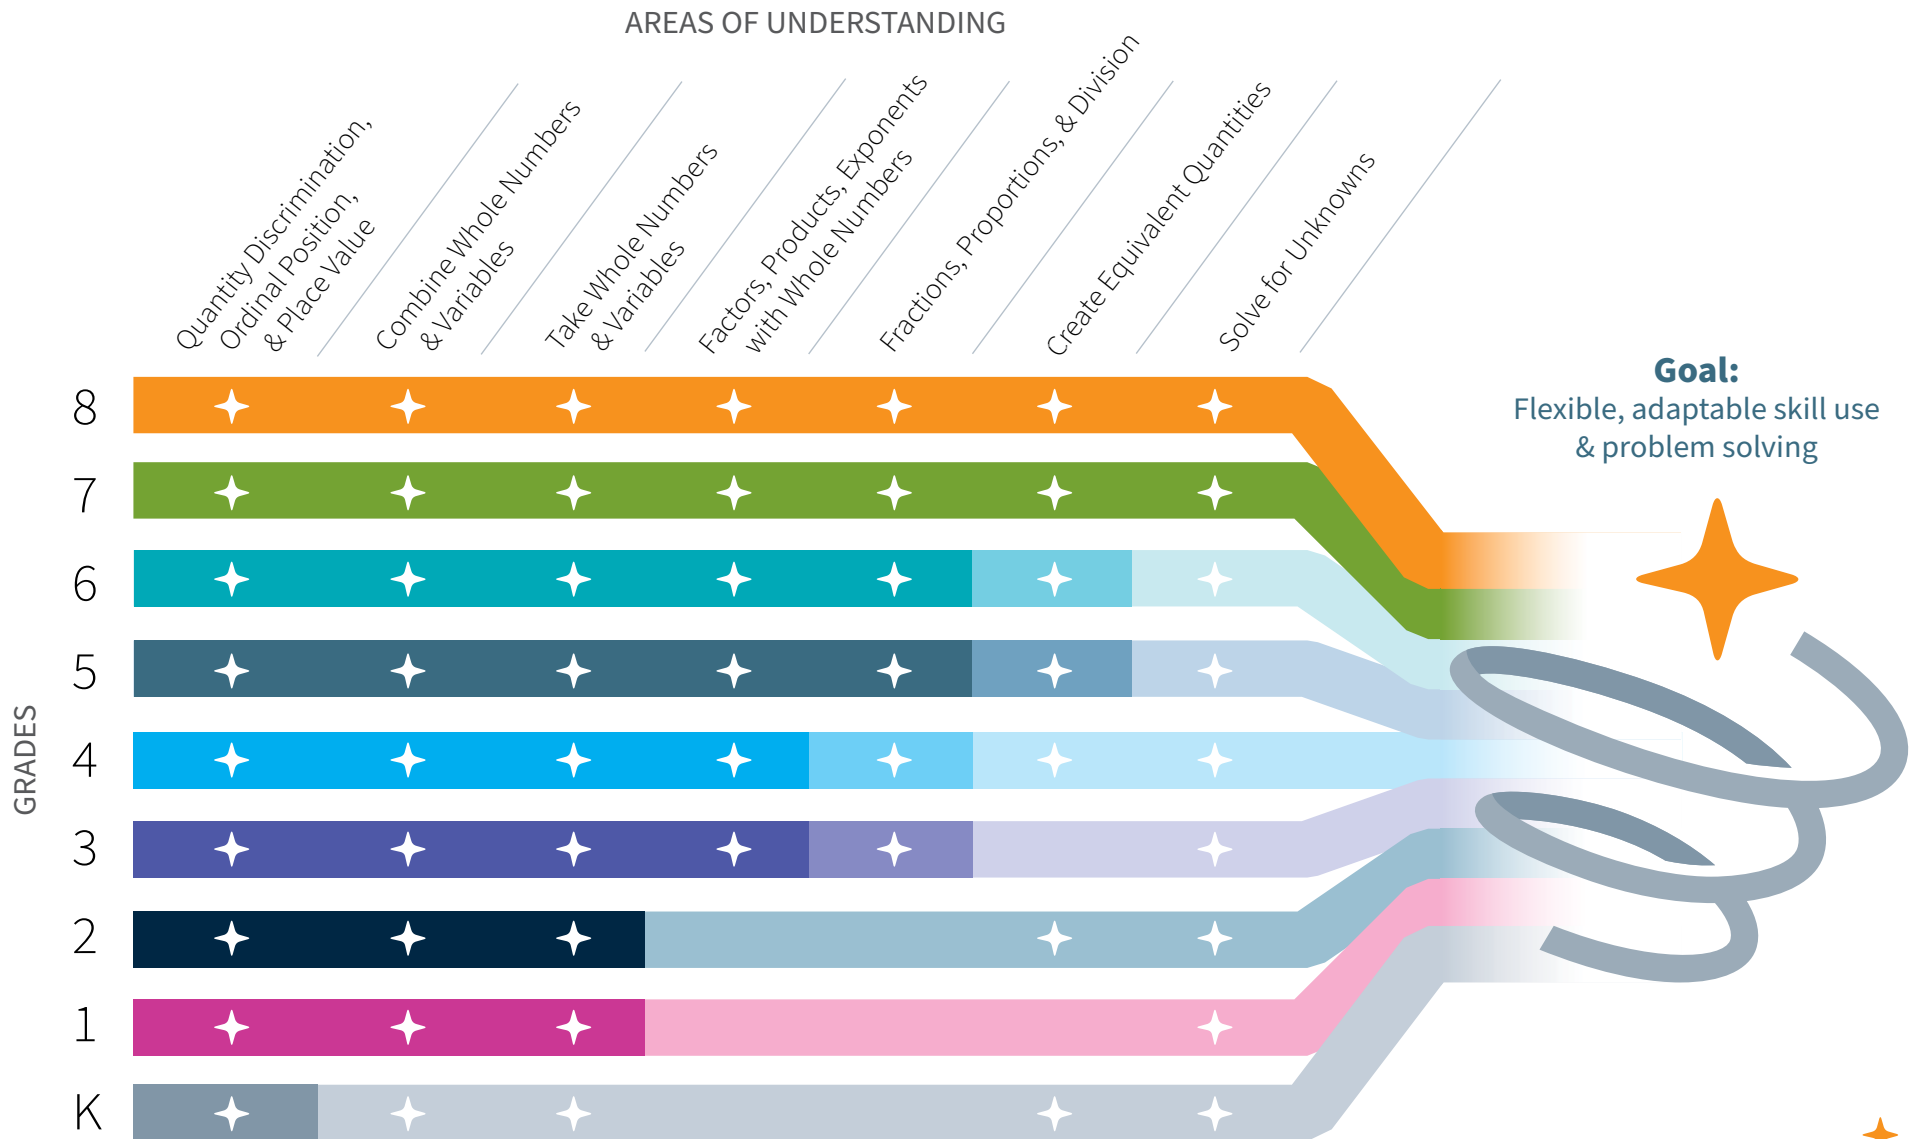 AREAS OF UNDERSTANDING
Quantity Discrimination,
Ordinal Position,
& Place Value
Combine Whole Numbers
& Variables
Take Whole Numbers
& Variables
Factors, Products, Exponents
with Whole Numbers
Fractions, Proportions, & Division
Create Equivalent Quantities
Solve for Unknowns
Goal:
Flexible, adaptable skill use
& problem solving
GRADES
8
7
6
5
4
3
2
1
K